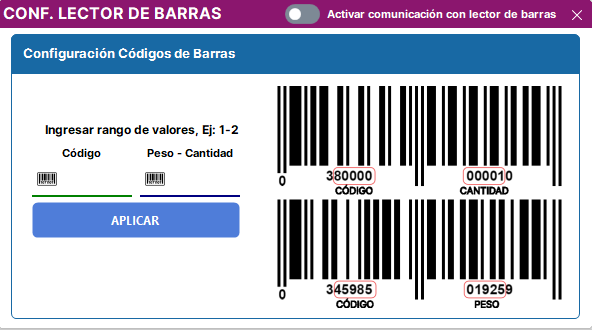 CONF. LECTOR DE BARRAS
Activar comunicación con lector de barras
Configuración Códigos de Barras
Ingresar rango de valores, Ej: 1-2
Código
Peso - Cantidad
APLICAR
0 380000 000010
CÓDIGO CANTIDAD
0 345985 019259
CÓDIGO PESO